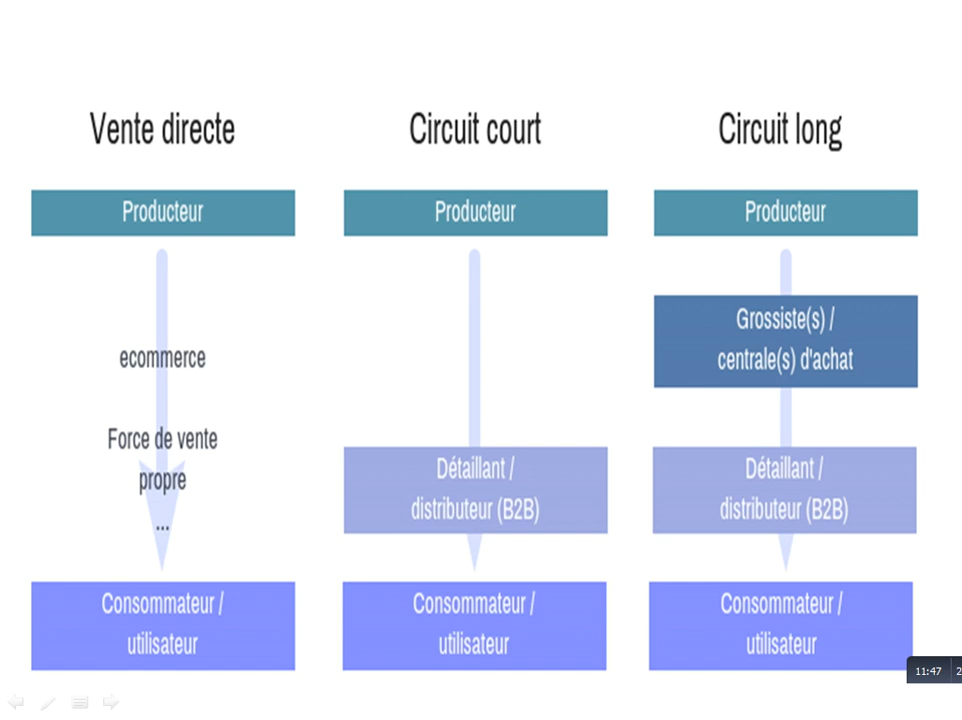 Vente directe
Circuit court
Circuit long
Producteur
Producteur
Producteur
Grossiste(s) /
centrale(s) d'achat
ecommerce
Force de vente
propre
...
Détaillant /
distributeur (B2B)
Détaillant /
distributeur (B2B)
Consommateur /
utilisateur
Consommateur /
utilisateur
Consommateur /
utilisateur
11:47
2